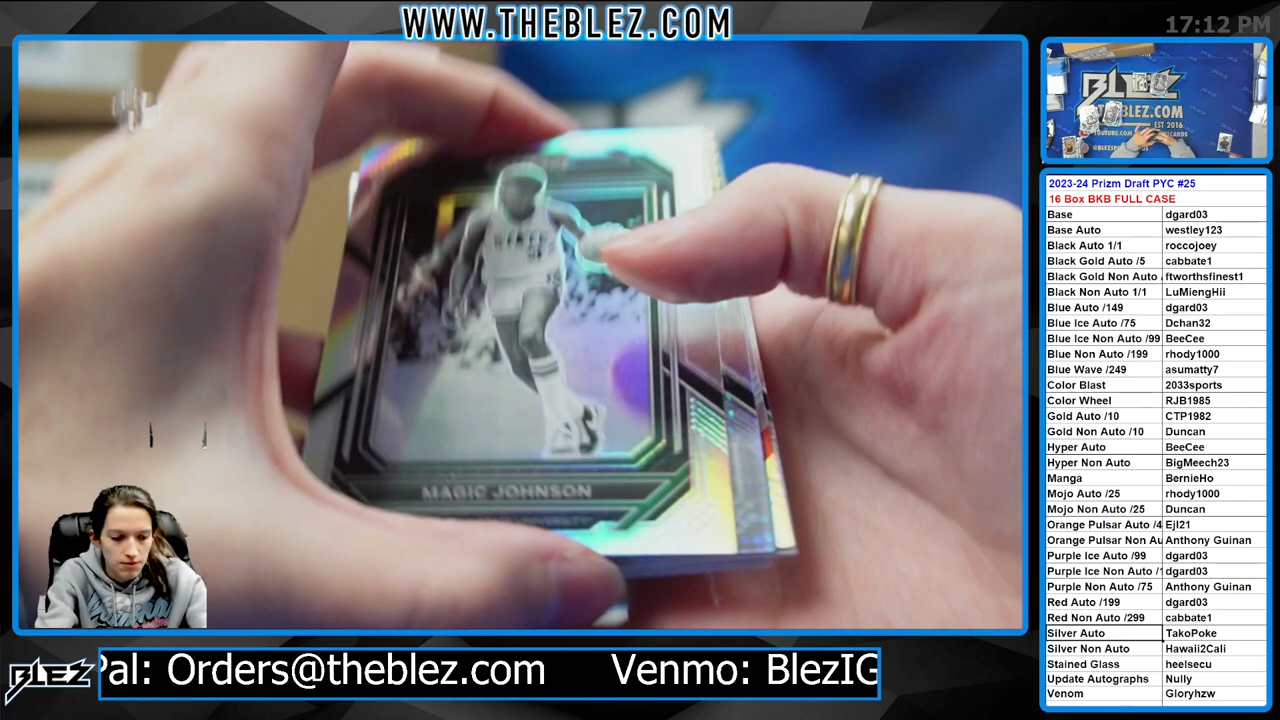 WWW.THEBLEZ.COM
17:12 PM
MAGIC JOHNSON
BLEZ
THEBLEZ.COM
EST 2016
2023-24 Prizm Draft PYC #25
16 Box BKB FULL CASE
Base dgard03
Base Auto westley123
Black Auto 1/1 roccojoey
Black Gold Auto /5 cabbate1
Black Gold Non Auto ftworthsfinest1
Black Non Auto 1/1 LuMiengHii
Blue Auto /149 dgard03
Blue Ice Auto /75 Dchan32
Blue Ice Non Auto /99 BeeCee
Blue Non Auto /199 rhody1000
Blue Wave /249 asumatty7
Color Blast 2033sports
Color Wheel RJB1985
Gold Auto /10 CTP1982
Gold Non Auto /10 Duncan
Hyper Auto BeeCee
Hyper Non Auto BigMeech23
Manga BernieHo
Mojo Auto /25 rhody1000
Mojo Non Auto /25 Duncan
Orange Pulsar Auto /4 Ejl21
Orange Pulsar Non Au Anthony Guinan
Purple Ice Auto /99 dgard03
Purple Ice Non Auto /1 dgard03
Purple Non Auto /75 Anthony Guinan
Red Auto /199 dgard03
Red Non Auto /299 cabbate1
Silver Auto TakoPoke
Silver Non Auto Hawaii2Cali
Stained Glass heelsecu
Update Autographs Nully
Venom Gloryhzw
BLEZ
Pal: Orders@theblez.com Venmo: BlezIG